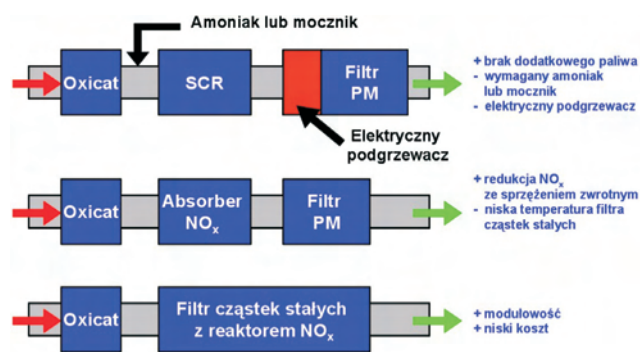 Amoniak lub mocznik
Oxicat
SCR
Filtr
PM
Elektryczny
podgrzewacz
+ brak dodatkowego paliwa
- wymagany amoniak
lub mocznik
- elektryczny podgrzewacz
Oxicat
Absorber
NOx
Filtr
PM
+ redukcja NOx
ze sprzężeniem zwrotnym
- niska temperatura filtra
cząstek stałych
Oxicat
Filtr cząstek stałych
z reaktorem NOx
+ modułowość
+ niski koszt